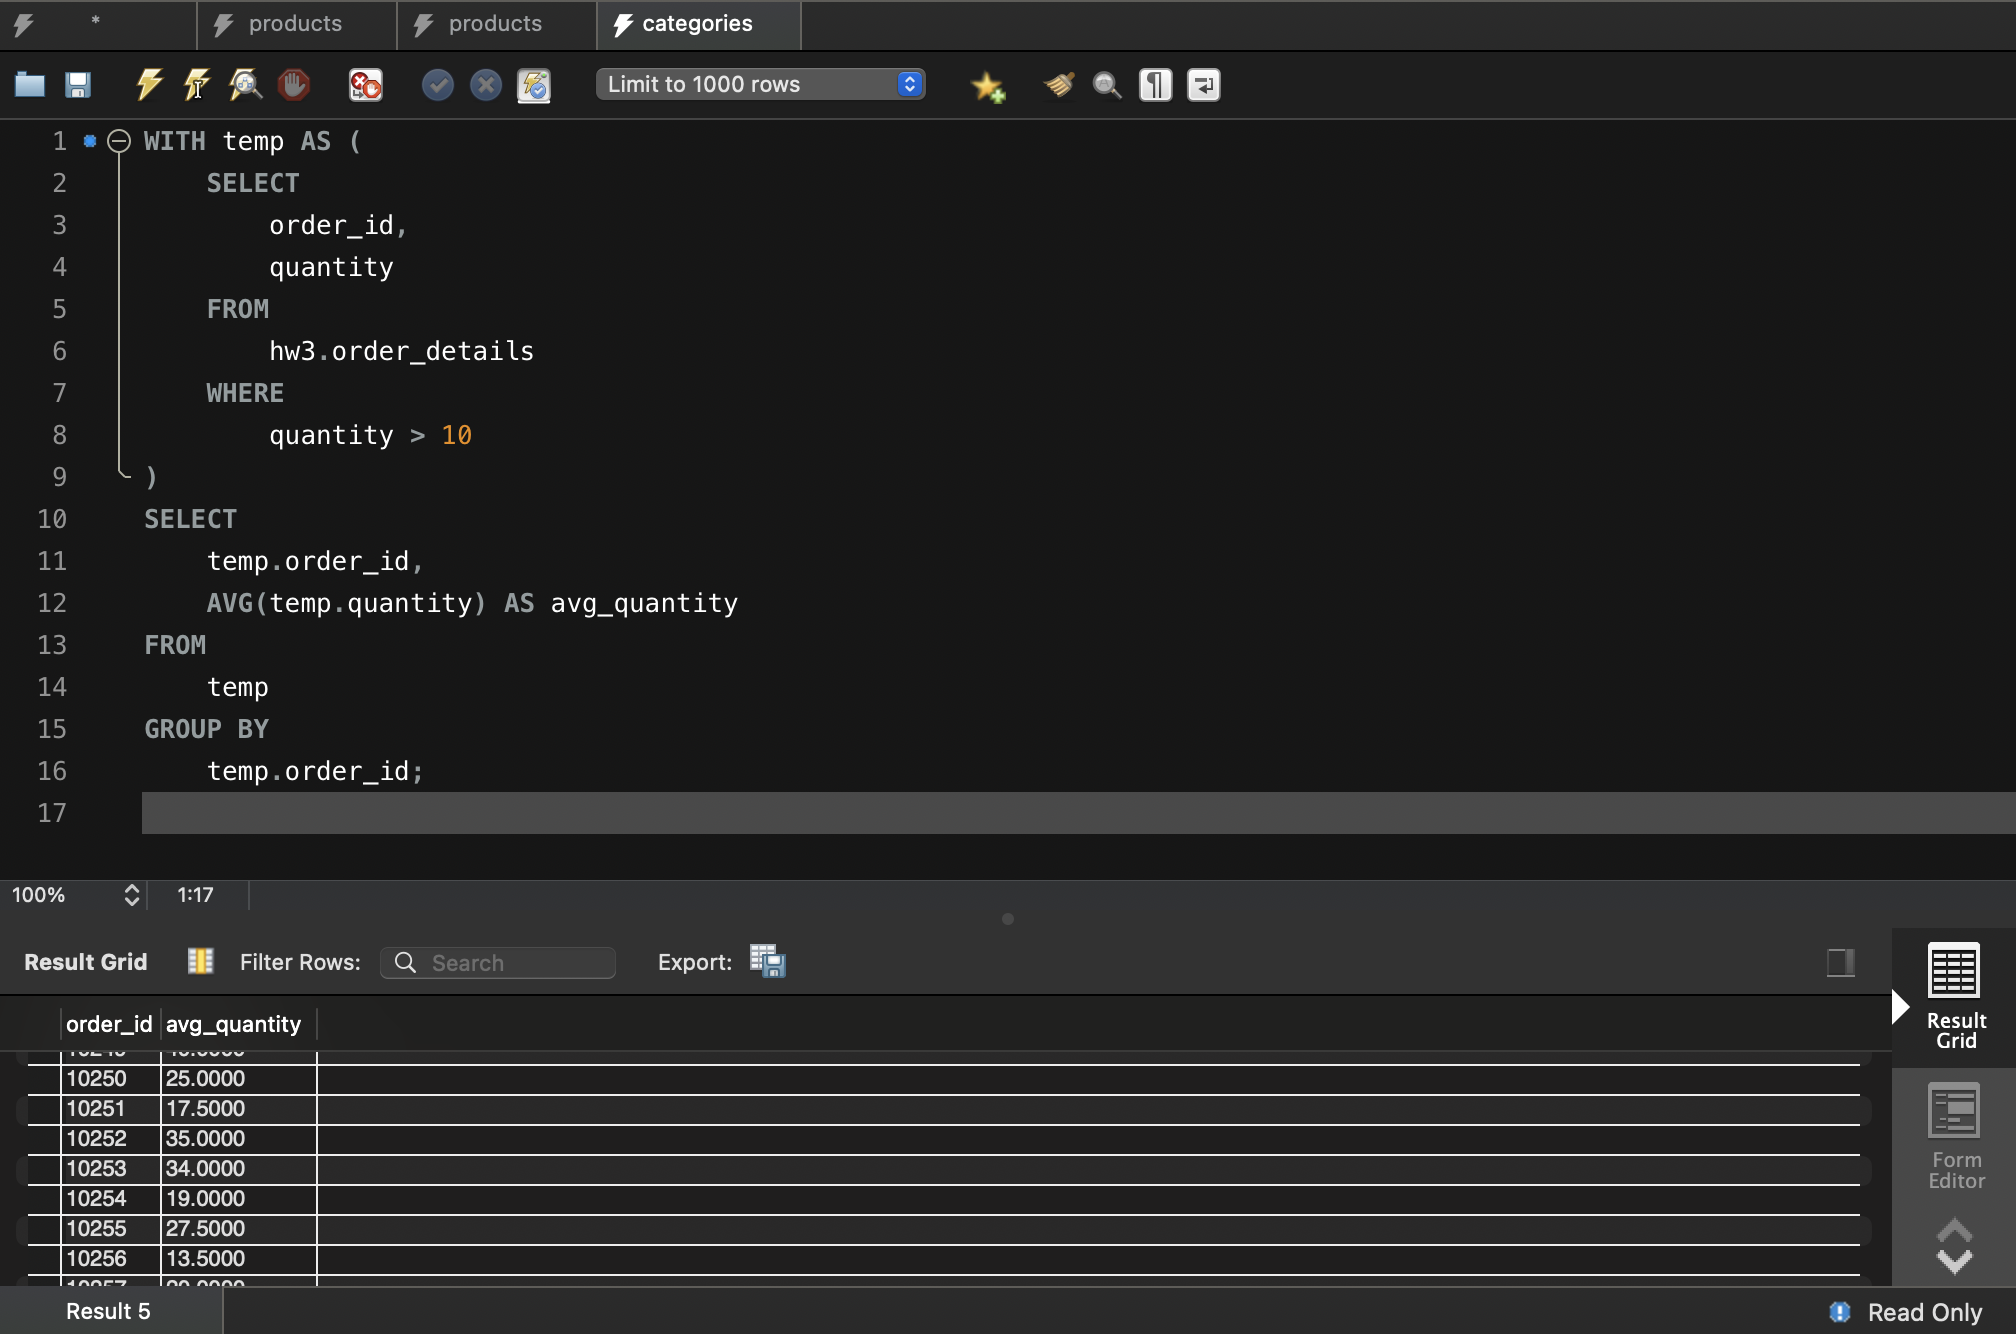 * products products categories
Limit to 1000 rows
1 WITH temp AS (
2 SELECT
3 order_id,
4 quantity
5 FROM
6 hw3.order_details
7 WHERE
8 quantity > 10
9 )
10 SELECT
11 temp.order_id,
12 AVG(temp.quantity) AS avg_quantity
13 FROM
14 temp
15 GROUP BY
16 temp.order_id;
17
100% 1:17
Result Grid Filter Rows: Search Export:
order_id avg_quantity
10250 25.0000
10251 17.5000
10252 35.0000
10253 34.0000
10254 19.0000
10255 27.5000
10256 13.5000
Result
Grid
Form
Editor
Result 5 Read Only